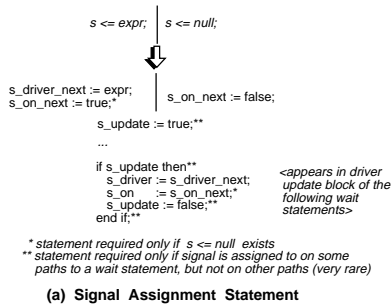 s <= expr; s <= null;
s_driver_next := expr;
s_on_next := true;*
s_on_next := false;
s_update := true;**
...
if s_update then**
s_driver := s_driver_next;
s_on := s_on_next;*
s_update := false;**
end if;**
<appears in driver
update block of the
following wait
statements>
* statement required only if s <= null exists
** statement required only if signal is assigned to on some
paths to a wait statement, but not on other paths (very rare)
(a) Signal Assignment Statement